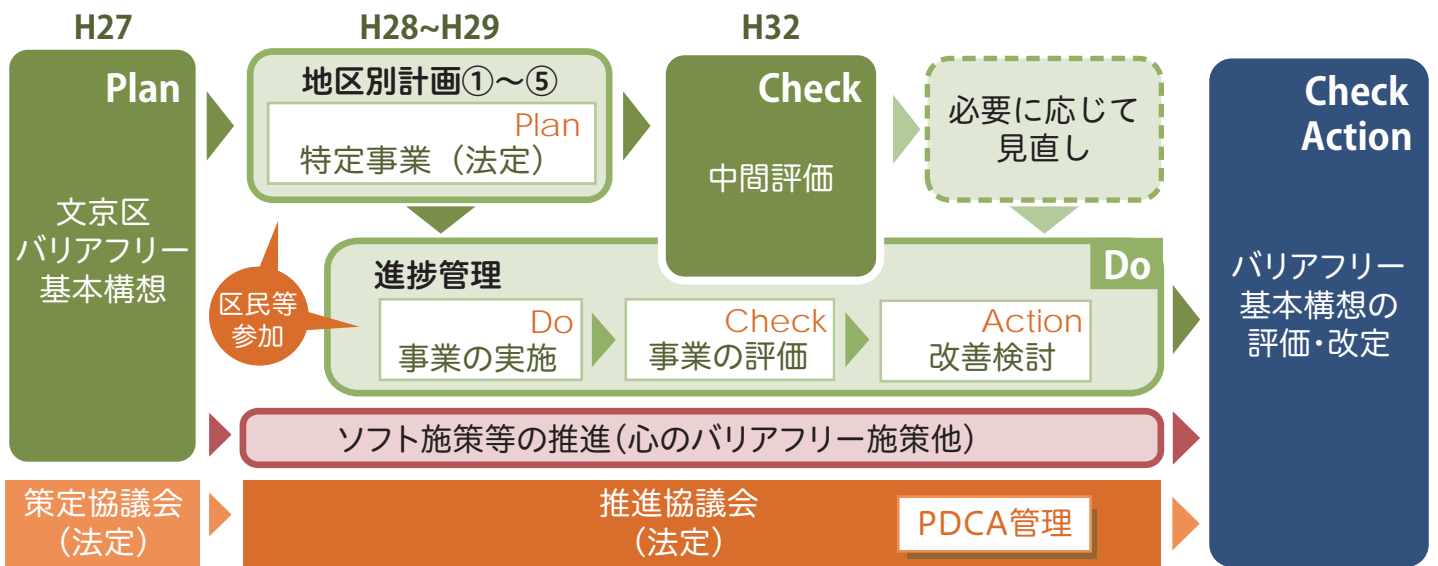 H27
H28~H29
H32
Plan
文京区
バリアフリー
基本構想
地区別計画①～⑤
Plan
特定事業（法定）
Check
中間評価
必要に応じて
見直し
Check
Action
バリアフリー
基本構想の
評価・改定
区民等
参加
進捗管理
Do
Do
事業の実施
Check
事業の評価
Action
改善検討
ソフト施策等の推進（心のバリアフリー施策他）
策定協議会
（法定）
推進協議会
（法定）
PDCA管理